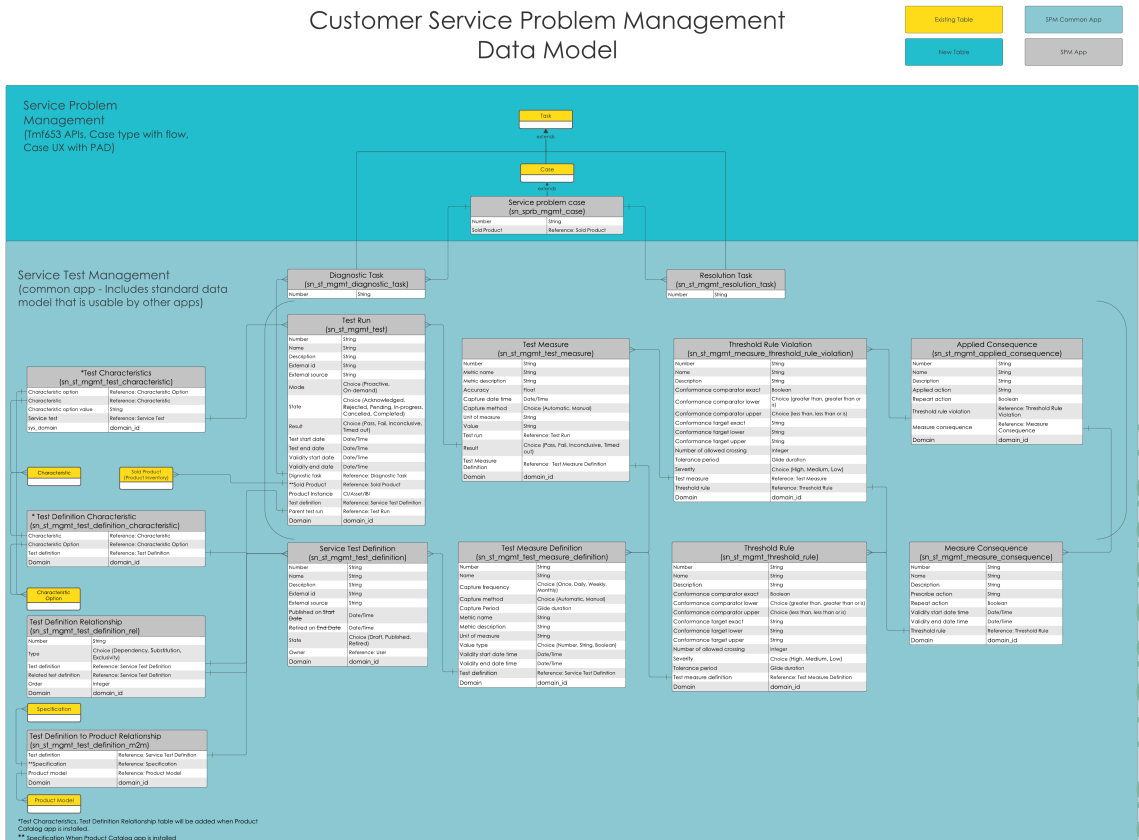 Customer Service Problem Management
Data Model
Existing Table
SPM Common App
New Table
SPM App
Service Problem
Management
(Tmf653 APIs, Case type with flow,
Case UX with PAD)
Task
extends
Case
extends
Service problem case
(sn_sprb_mgmt_case)
Number String
Sold Product Reference: Sold Product
Service Test Management
(common app - Includes standard data
model that is usable by other apps)
Diagnostic Task
(sn_st_mgmt_diagnostic_task)
Number String
Resolution Task
(sn_st_mgmt_resolution_task)
Number String
*Test Characteristics
(sn_st_mgmt_test_characteristic)
Characteristic option Reference: Characteristic Option
Characteristic Reference: Characteristic
Characteristic option value String
Service test Reference: Service Test
sys_domain domain_id
Characteristic
Sold Product
(Product Inventory)
* Test Definition Characteristic
(sn_st_mgmt_test_definition_characteristic)
Characteristic Reference: Characteristic
Characteristic Option Reference: Characteristic Option
Test definition Reference: Test Definition
Domain domain_id
Characteristic
Option
Test Definition Relationship
(sn_st_mgmt_test_definition_rel)
Number String
Type Choice (Dependency, Substitution,
Exclusivity)
Test definition Reference: Service Test Definition
Related test definition Reference: Service Test Definition
Order Integer
Domain domain_id
Specification
Test Definition to Product Relationship
(sn_st_mgmt_test_definition_m2m)
Test definition Reference: Service Test Definition
**Specification Reference: Specification
Product model Reference: Product Model
Domain domain_id
Product Model
*Test Characteristics, Test Definition Relationship table will be added when Product
Catalog app is installed.
** Specification When Product Catalog app is installed
Test Run
(sn_st_mgmt_test)
Number String
Name String
Description String
External id String
External source String
Mode Choice (Proactive,
On-demand)
State Choice (Acknowledged,
Rejected, Pending, In-progress,
Cancelled, Completed)
Result Choice (Pass, Fail, Inconclusive,
Timed out)
Test start date Date/Time
Test end date Date/Time
Validity start date Date/Time
Validity end date Date/Time
Dignostic task Reference: Diagnostic Task
**Sold Product Reference: Sold Product
Product Instance CI/Asset/IBI
Test definition Reference: Service Test Definition
Parent test run Reference: Test Run
Domain domain_id
Service Test Definition
(sn_st_mgmt_test_definition)
Number String
Name String
Description String
External id String
External source String
Published on Start
Date Date/Time
Retired on End Date Date/Time
State Choice (Draft, Published,
Retired)
Owner Reference: User
Domain domain_id
Test Measure
(sn_st_mgmt_test_measure)
Number String
Metric name String
Metric description String
Accuracy Float
Capture date time Date/Time
Capture method Choice (Automatic, Manual)
Unit of measure String
Value String
Test run Reference: Test Run
Result Choice (Pass, Fail, Inconclusive, Timed
out)
Test Measure
Definition Reference: Test Measure Definition
Domain domain_id
Test Measure Definition
(sn_st_mgmt_test_measure_definition)
Number String
Name String
Capture frequency Choice (Once, Daily, Weekly,
Monthly)
Capture method Choice (Automatic, Manual)
Capture Period Glide duration
Metric name String
Metric description String
Unit of measure String
Value type Choice (Number, String, Boolean)
Validity start date time Date/Time
Validity end date time Date/Time
Test definition Reference: Service Test Definition
Domain domain_id
Threshold Rule Violation
(sn_st_mgmt_measure_threshold_rule_violation)
Number String
Name String
Description String
Conformance comparator exact Boolean
Conformance comparator lower Choice (greater than, greater than or
is)
Conformance comparator upper Choice (less than, less than or is)
Conformance target exact String
Conformance target lower String
Conformance target upper String
Number of allowed crossing Integer
Tolerance period Glide duration
Severity Choice (High, Medium, Low)
Test measure Reference: Test Measure
Threshold rule Reference: Threshold Rule
Domain domain_id
Threshold Rule
(sn_st_mgmt_threshold_rule)
Number String
Name String
Description String
Conformance comparator exact Boolean
Conformance comparator lower Choice (greater than, greater than or is)
Conformance comparator upper Choice (less than, less than or is)
Conformance target exact String
Conformance target lower String
Conformance target upper String
Number of allowed crossing Integer
Severity Choice (High, Medium, Low)
Tolerance period Glide duration
Test measure definition Reference: Test Measure Definition
Domain domain_id
Applied Consequence
(sn_st_mgmt_applied_consequence)
Number String
Name String
Description String
Applied action String
Repeart action Boolean
Threshold rule violation Reference: Threshold Rule
Violation
Measure consequence Reference: Measure
Consequence
Domain domain_id
Measure Consequence
(sn_st_mgmt_measure_consequence)
Number String
Name String
Description String
Prescribe action String
Repeat action Boolean
Validity start date time Date/Time
Validity end date time Date/Time
Threshold rule Reference: Threshold Rule
Domain domain_id